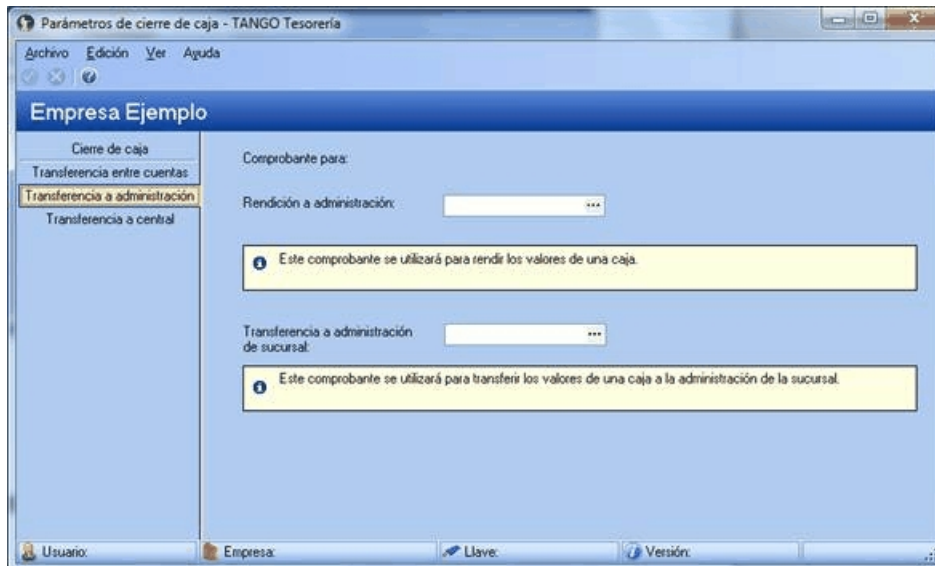 Parámetros de cierre de caja - TANGO Tesorería
Archivo Edición Ver Ayuda
Empresa Ejemplo
Cierre de caja
Transferencia entre cuentas
Transferencia a administración
Transferencia a central
Comprobante para:
Rendición a administración:
Este comprobante se utilizará para rendir los valores de una caja.
Transferencia a administración
de sucursal:
Este comprobante se utilizará para transferir los valores de una caja a la administración de la sucursal.
Usuario: Empresa: Llave: Versión: